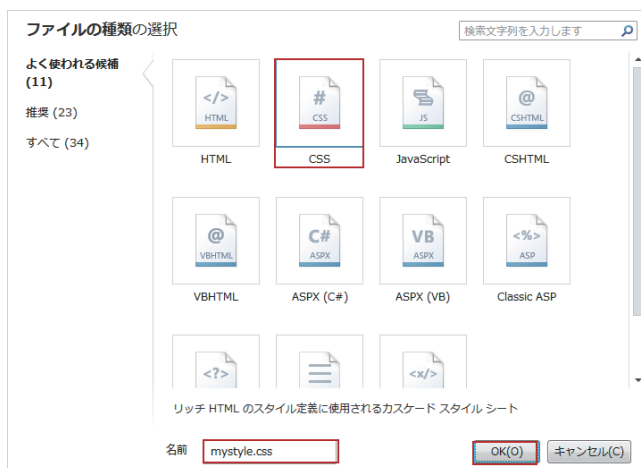 ファイルの種類の選択
検索文字列を入力します
よく使われる候補
(11)
推奨 (23)
すべて (34)
</>
HTML
HTML
#
CSS
CSS
JS
JavaScript
@
CSHTML
CSHTML
@
VBHTML
VBHTML
C#
ASPX
ASPX (C#)
VB
ASPX
ASPX (VB)
<%>
ASP
Classic ASP
<?>
<x/>
リッチ HTML のスタイル定義に使用されるカスケード スタイル シート
名前
mystyle.css
OK(O)
キャンセル(C)